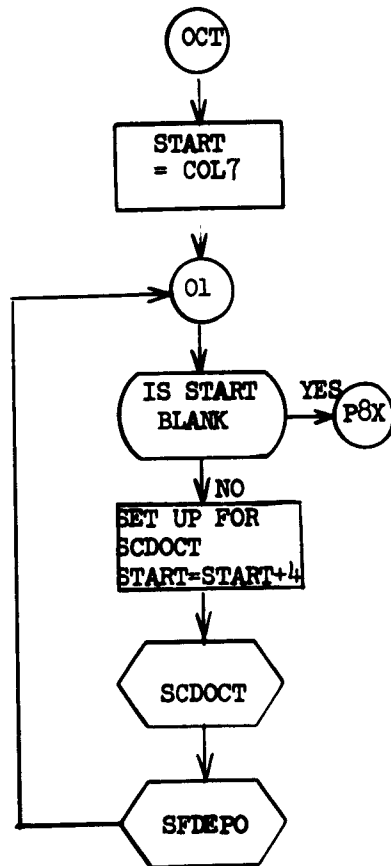 OCT
START
= COL7
01
IS START
BLANK
YES
P8X
NO
SET UP FOR
SCDOCT
START=START+4
SCDOCT
SFDEPO